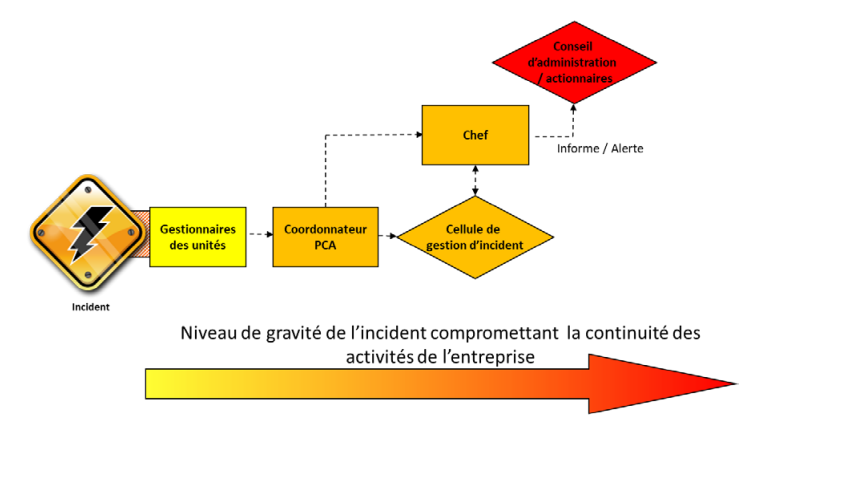 Conseil
d'administration
/ actionnaires
Chef
Informe / Alerte
Gestionnaires
des unités
Coordonnateur
PCA
Cellule de
gestion d'incident
Incident
Niveau de gravité de l'incident compromettant  la continuité des
activités de l'entreprise